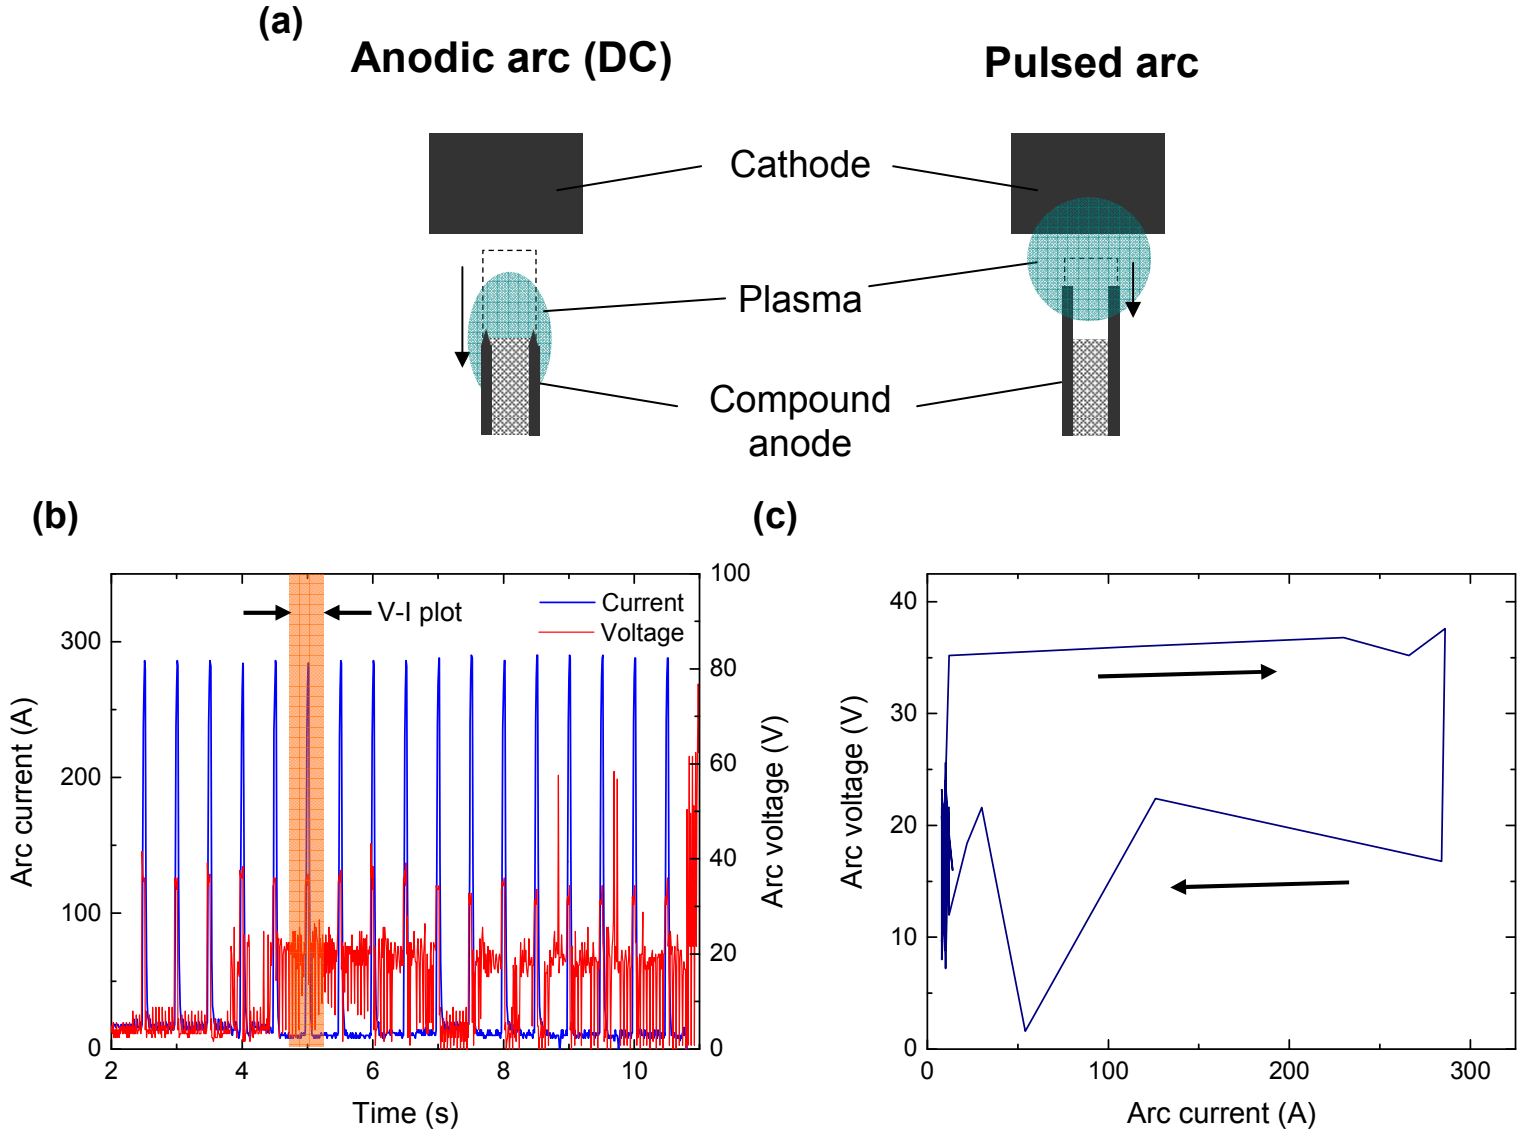 (a)
Anodic arc (DC)
Pulsed arc
Cathode
Plasma
Compound
anode
(b)
V-I plot
Current
Voltage
Arc current (A)
300
200
100
0
100
80
60
40
20
0
Arc voltage (V)
2
4
6
8
10
Time (s)
(c)
Arc voltage (V)
40
30
20
10
0
0
100
200
300
Arc current (A)